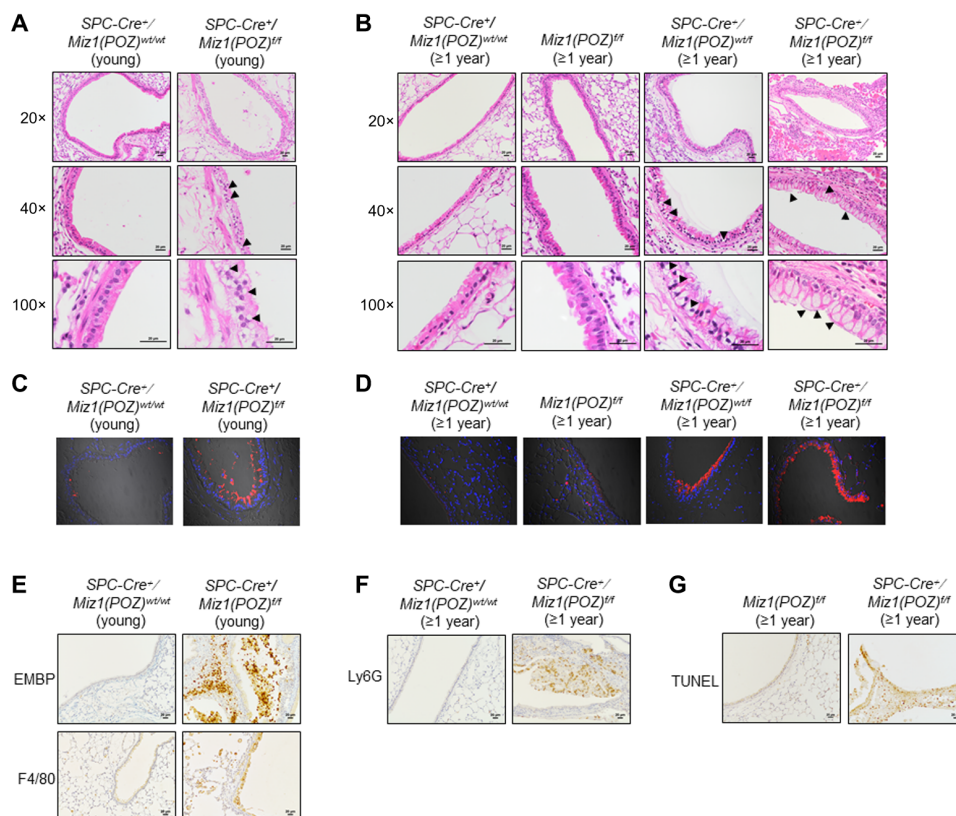 A
SPC-Cre+/
Miz1(POZ)wt/wt
(young)
SPC-Cre+/
Miz1(POZ)f/f
(young)
20×
40×
100×
B
SPC-Cre+/
Miz1(POZ)wt/wt
(≥1 year)
Miz1(POZ)f/f
(≥1 year)
SPC-Cre+/
Miz1(POZ)wt/f
(≥1 year)
SPC-Cre+/
Miz1(POZ)f/f
(≥1 year)
20×
40×
100×
C
SPC-Cre+/
Miz1(POZ)wt/wt
(young)
SPC-Cre+/
Miz1(POZ)f/f
(young)
D
SPC-Cre+/
Miz1(POZ)wt/wt
(≥1 year)
Miz1(POZ)f/f
(≥1 year)
SPC-Cre+/
Miz1(POZ)wt/f
(≥1 year)
SPC-Cre+/
Miz1(POZ)f/f
(≥1 year)
E
SPC-Cre+/
Miz1(POZ)wt/wt
(young)
SPC-Cre+/
Miz1(POZ)f/f
(young)
EMBP
F4/80
F
SPC-Cre+/
Miz1(POZ)wt/wt
(≥1 year)
SPC-Cre+/
Miz1(POZ)f/f
(≥1 year)
Ly6G
G
Miz1(POZ)f/f
(≥1 year)
SPC-Cre+/
Miz1(POZ)f/f
(≥1 year)
TUNEL